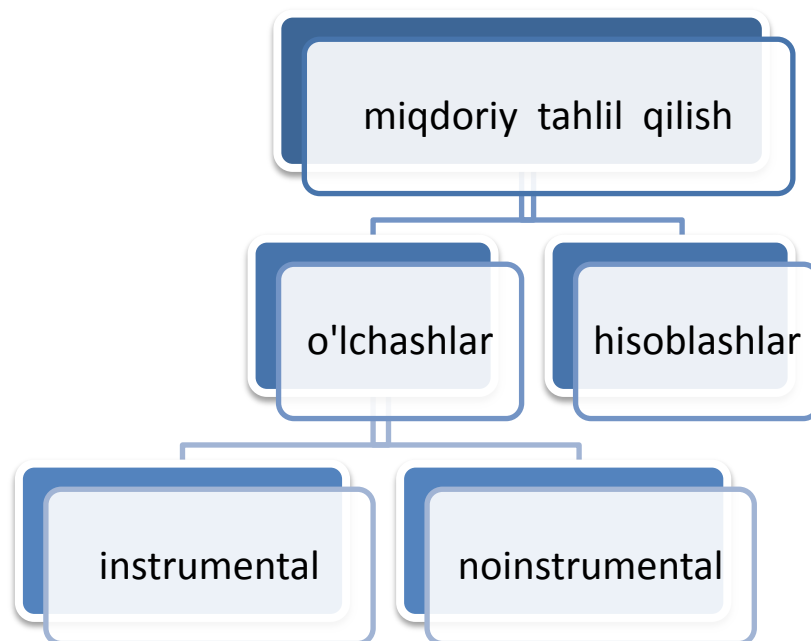 miqdoriy tahlil qilish
o'lchashlar
hisoblashlar
instrumental
noinstrumental